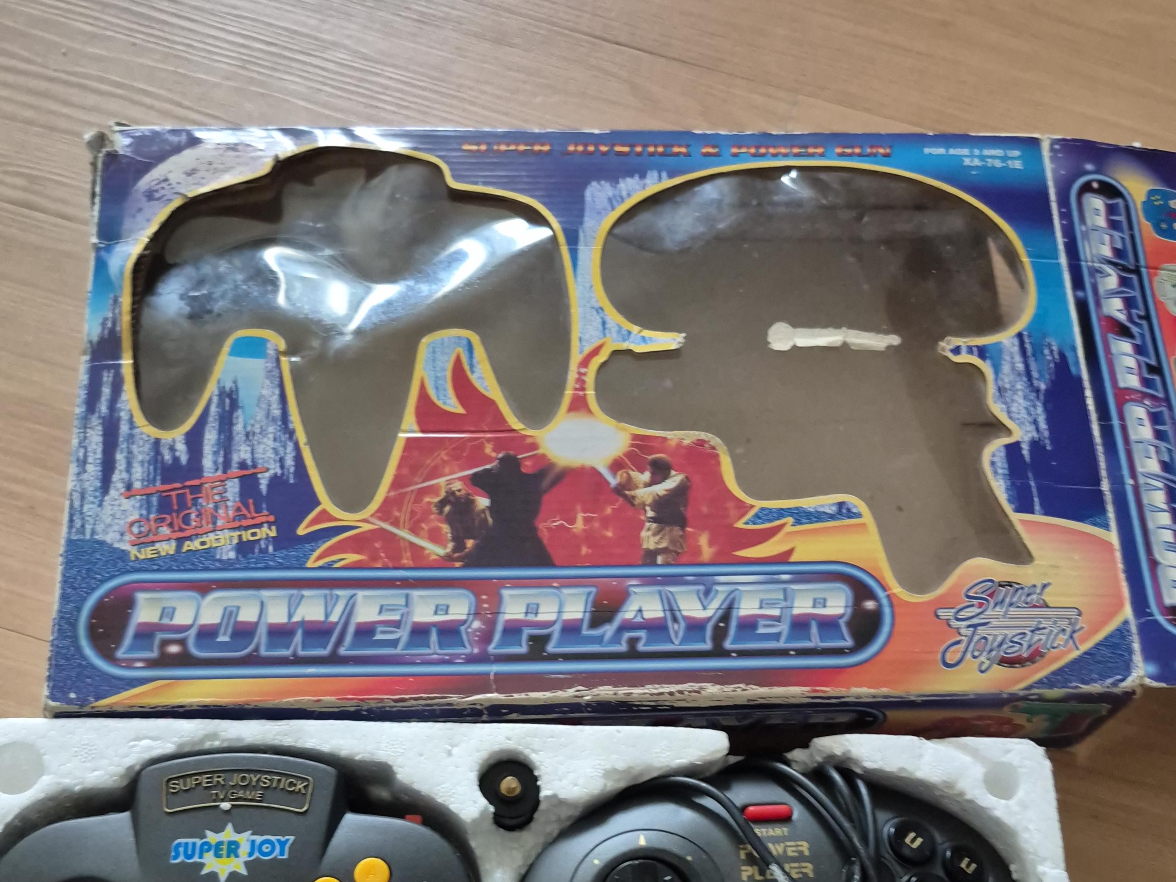 SUPER JOYSTICK & POWER GUN
FOR AGE 3 AND UP
XA-76-1E
THE
ORIGINAL
NEW ADDITION
POWER PLAYER
Super
Joystick
POWER PLAYER
PLAYER
SUPER JOYSTICK
TV GAME
SUPER JOY
START
POWER
PLAYER